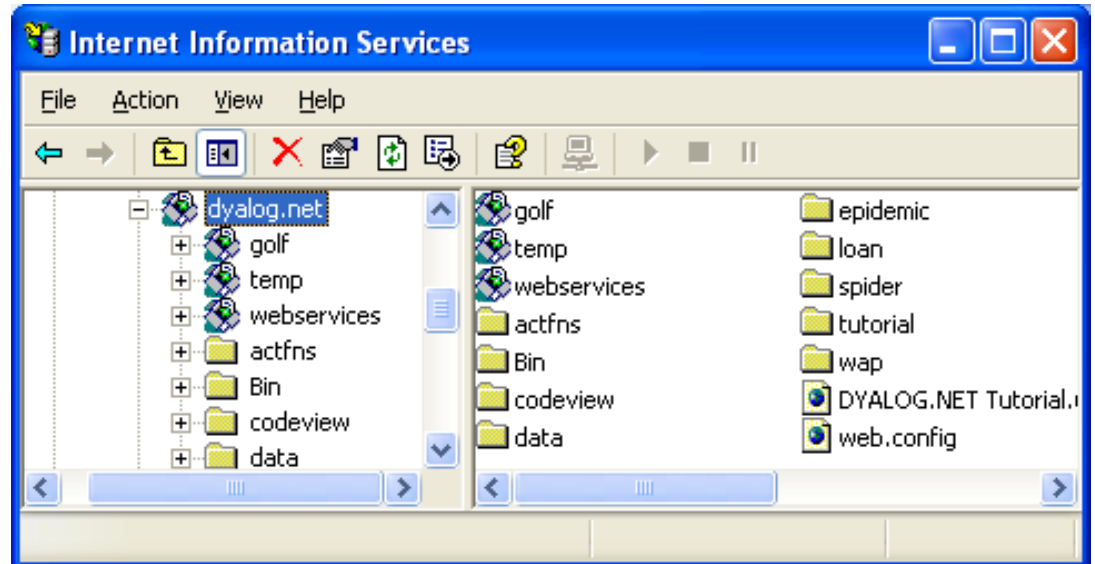 Internet Information Services
File Action View Help
dyalog.net
golf
temp
webservices
actfns
Bin
codeview
data
golf
temp
webservices
actfns
Bin
codeview
data
epidemic
loan
spider
tutorial
wap
DYALOG.NET Tutorial.
web.config